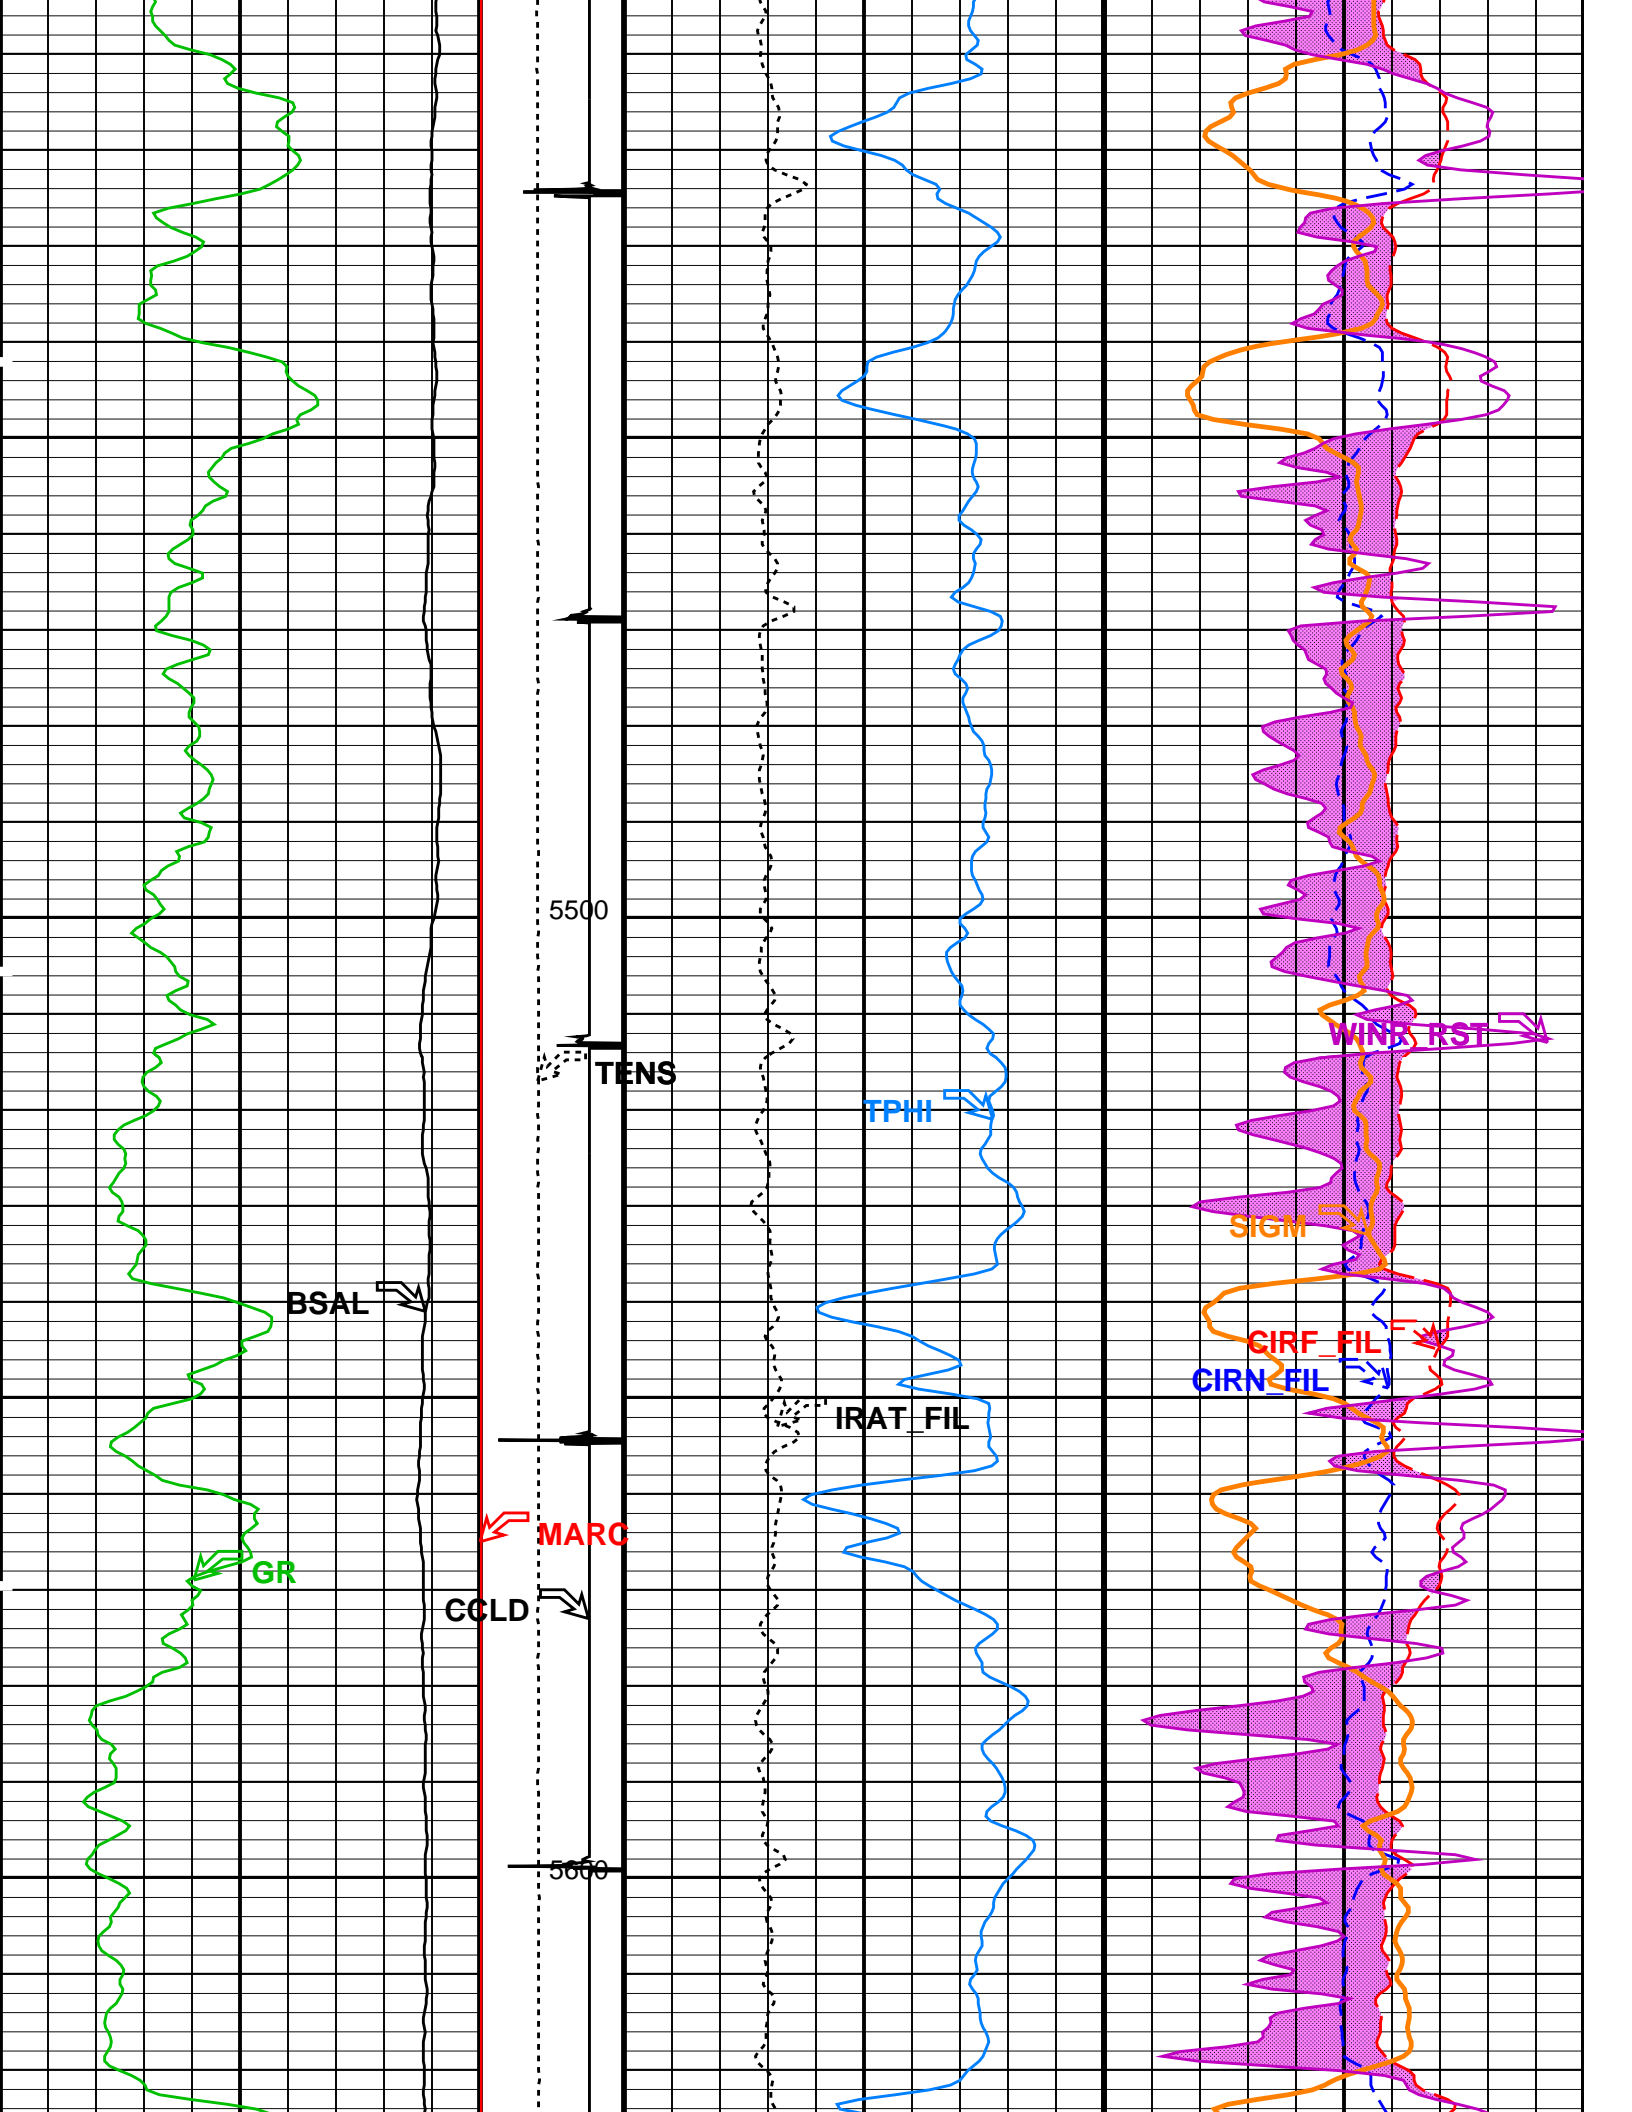 5500
WINR_RST
TENS
TPHI
SIGM
BSAL
CIRF_FIL
CIRN_FIL
IRAT_FIL
MARC
GR
CCLD
5600